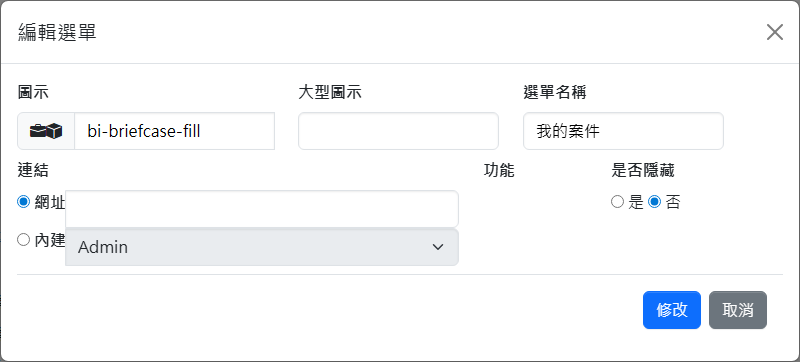 編輯選單
圖示 大型圖示 選單名稱
bi-briefcase-fill 我的案件
連結 功能 是否隱藏
網址 是 否
內建 Admin
修改 取消